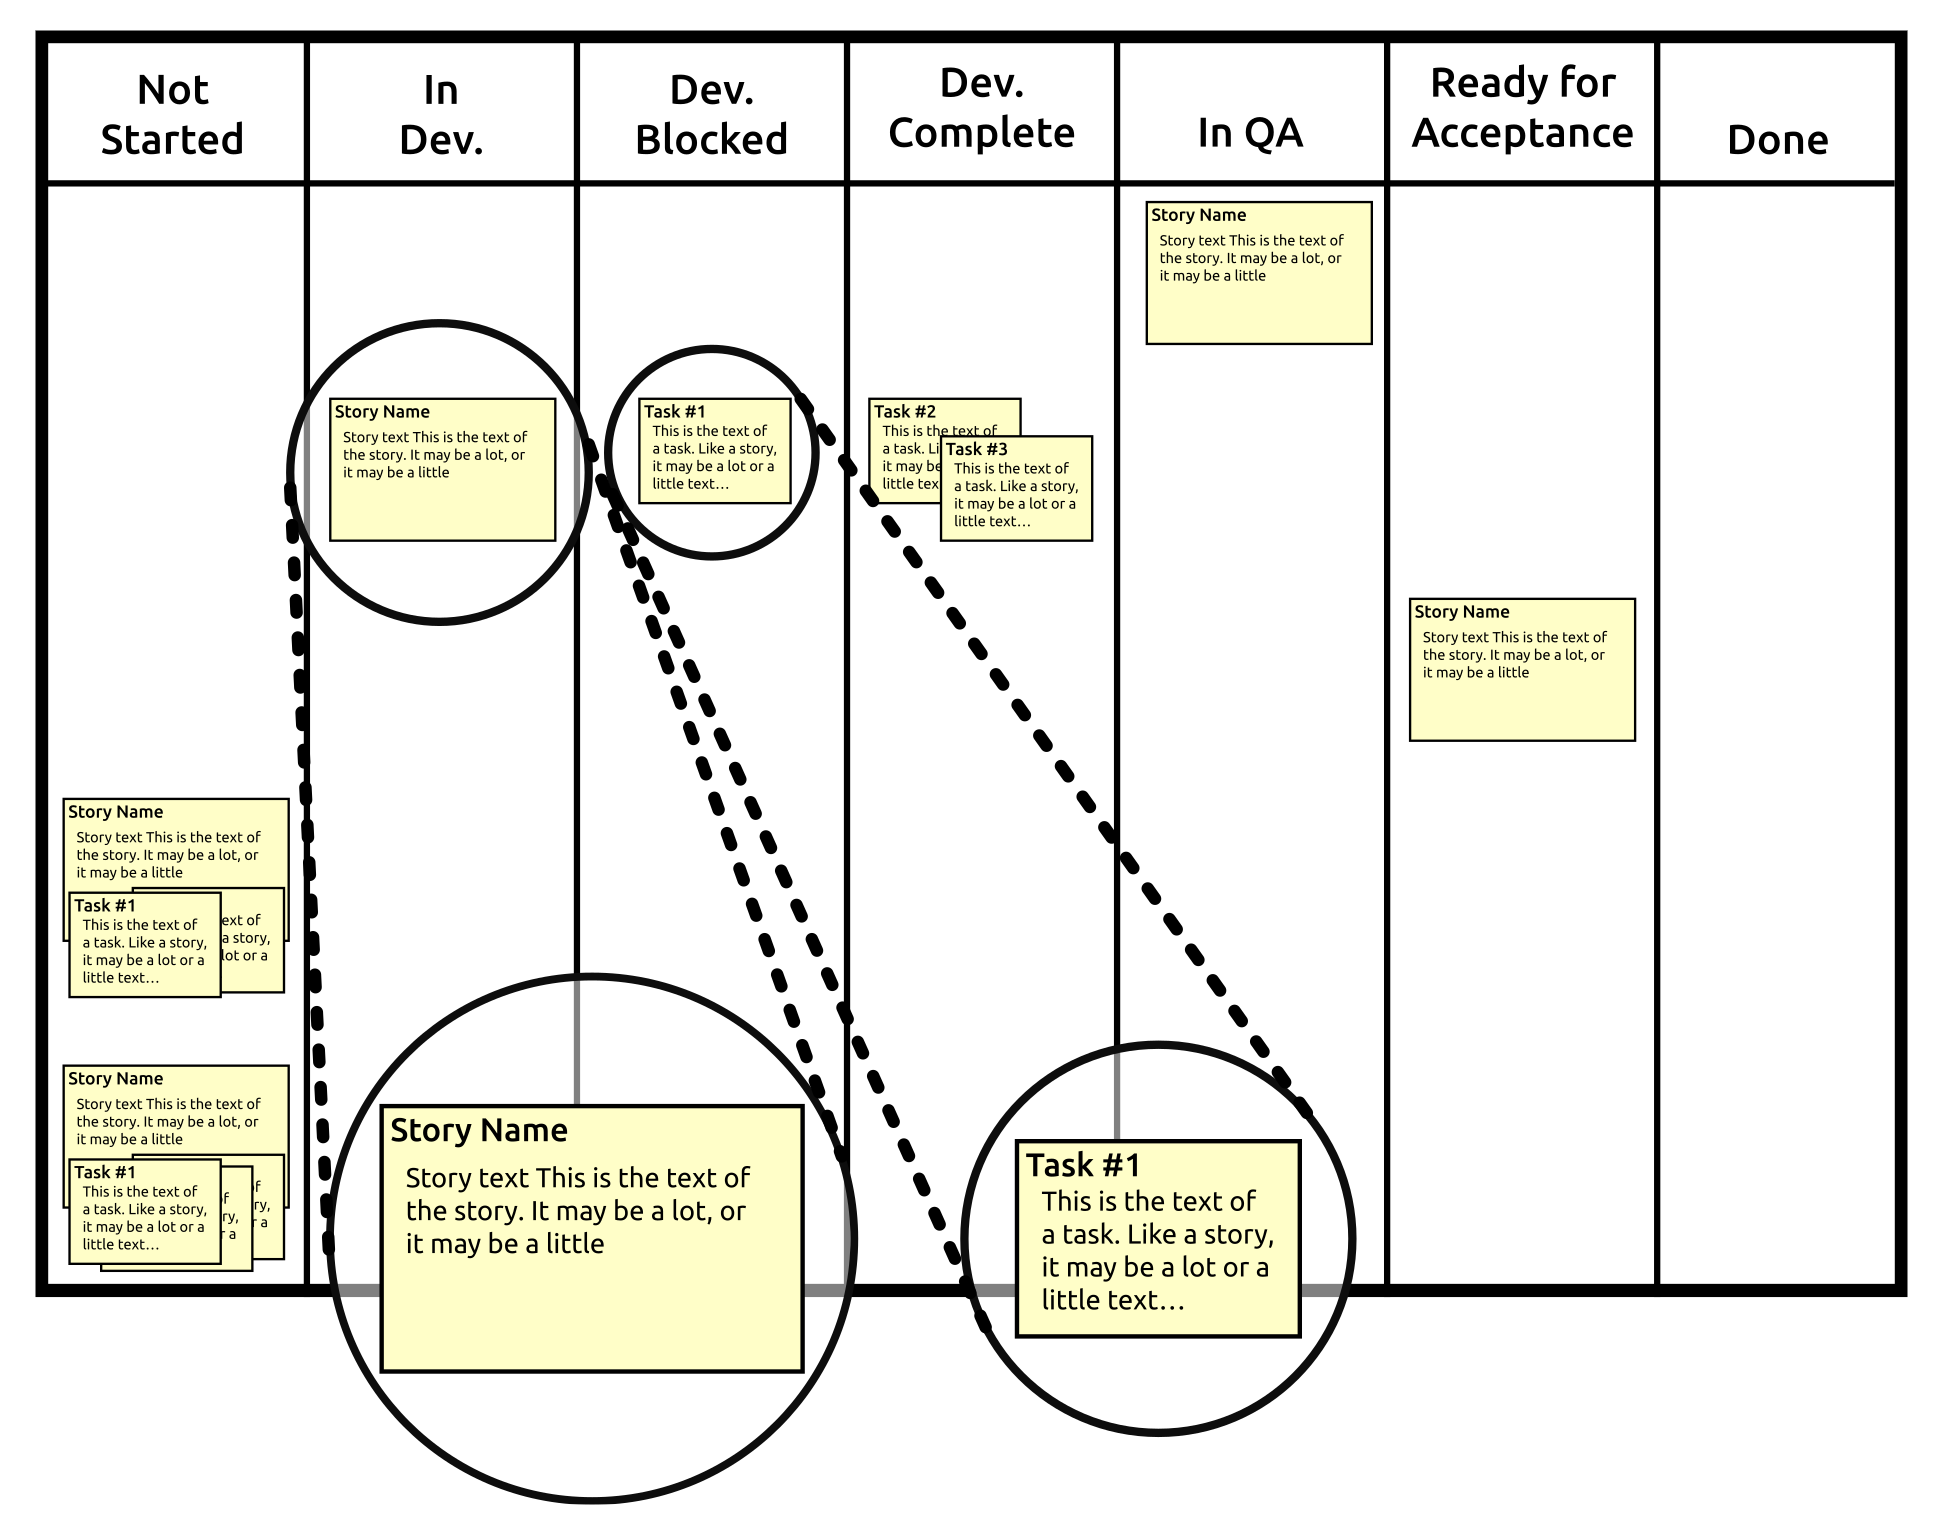 Not
Started
In
Dev.
Dev.
Blocked
Dev.
Complete
In QA
Ready for
Acceptance
Done
Story Name
Story text This is the text of
the story. It may be a lot, or
it may be a little
Story Name
Story text This is the text of
the story. It may be a lot, or
it may be a little
Task #1
This is the text of
a task. Like a story,
it may be a lot or a
little text...
Task #2
This is the text of
a task. Li
it may be
little tex
Task #3
This is the text of
a task. Like a story,
it may be a lot or a
little text...
Story Name
Story text This is the text of
the story. It may be a lot, or
it may be a little
Story Name
Story text This is the text of
the story. It may be a lot, or
it may be a little
Task #1
This is the text of
a task. Like a story,
it may be a lot or a
little text...
ext of
a story,
lot or a
Story Name
Story text This is the text of
the story. It may be a lot, or
it may be a little
Task #1
This is the text of
a task. Like a story,
it may be a lot or a
little text...
of
ry,
r a
of
ry,
r a
Story Name
Story text This is the text of
the story. It may be a lot, or
it may be a little
Task #1
This is the text of
a task. Like a story,
it may be a lot or a
little text...